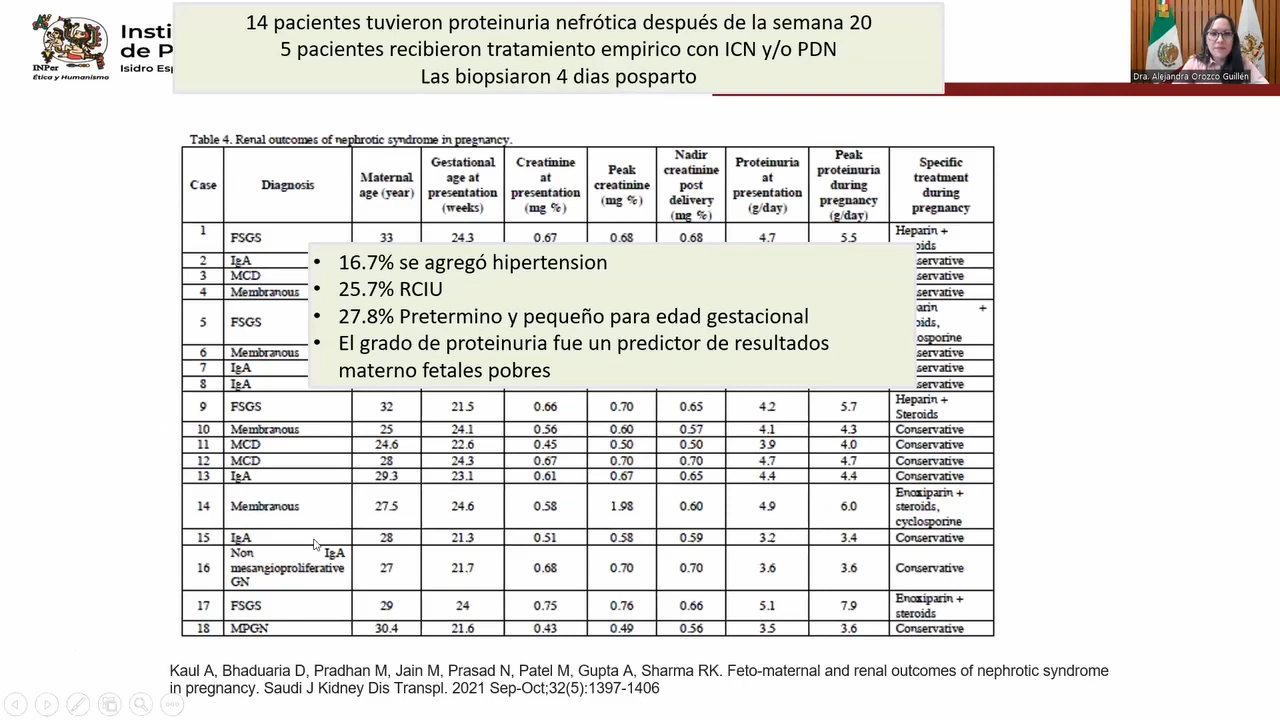 INPer
Ética y Humanismo
Insti
de P
Isidro Esp
14 pacientes tuvieron proteinuria nefrótica después de la semana 20
5 pacientes recibieron tratamiento empirico con ICN y/o PDN
Las biopsiaron 4 dias posparto
Dra. Alejandra Orozco Guillén
Table 4. Renal outcomes of nephrotic syndrome in pregnancy.
Case Diagnosis Maternal age (year) Gestational age at presentation (weeks) Creatinine at presentation (mg %) Peak creatinine (mg %) Nadir creatinine post delivery (mg %) Proteinuria at presentation (g/day) Peak proteinuria during pregnancy (g/day) Specific treatment during pregnancy
1 FSGS 33 24.3 0.67 0.68 0.68 4.7 5.5 Heparin + oids
2 IgA servative
3 MCD servative
4 Membranous servative
5 FSGS arin + oids, osporine
6 Membranous servative
7 IgA servative
8 IgA servative
• 16.7% se agregó hipertension
• 25.7% RCIU
• 27.8% Pretermino y pequeño para edad gestacional
• El grado de proteinuria fue un predictor de resultados
materno fetales pobres
9 FSGS 32 21.5 0.66 0.70 0.65 4.2 5.7 Heparin + Steroids
10 Membranous 25 24.1 0.56 0.60 0.57 4.1 4.3 Conservative
11 MCD 24.6 22.6 0.45 0.50 0.50 3.9 4.0 Conservative
12 MCD 28 24.3 0.67 0.70 0.70 4.7 4.7 Conservative
13 IgA 29.3 23.1 0.61 0.67 0.65 4.4 4.4 Conservative
14 Membranous 27.5 24.6 0.58 1.98 0.60 4.9 6.0 Enoxiparin + steroids, cyclosporine
15 IgA 28 21.3 0.51 0.58 0.59 3.2 3.4 Conservative
16 Non IgA mesangioproliferative GN 27 21.7 0.68 0.70 0.70 3.6 3.6 Conservative
17 FSGS 29 24 0.75 0.76 0.66 5.1 7.9 Enoxiparin + steroids
18 MPGN 30.4 21.6 0.43 0.49 0.56 3.5 3.6 Conservative
Kaul A, Bhaduaria D, Pradhan M, Jain M, Prasad N, Patel M, Gupta A, Sharma RK. Feto-maternal and renal outcomes of nephrotic syndrome
in pregnancy. Saudi J Kidney Dis Transpl. 2021 Sep-Oct;32(5):1397-1406